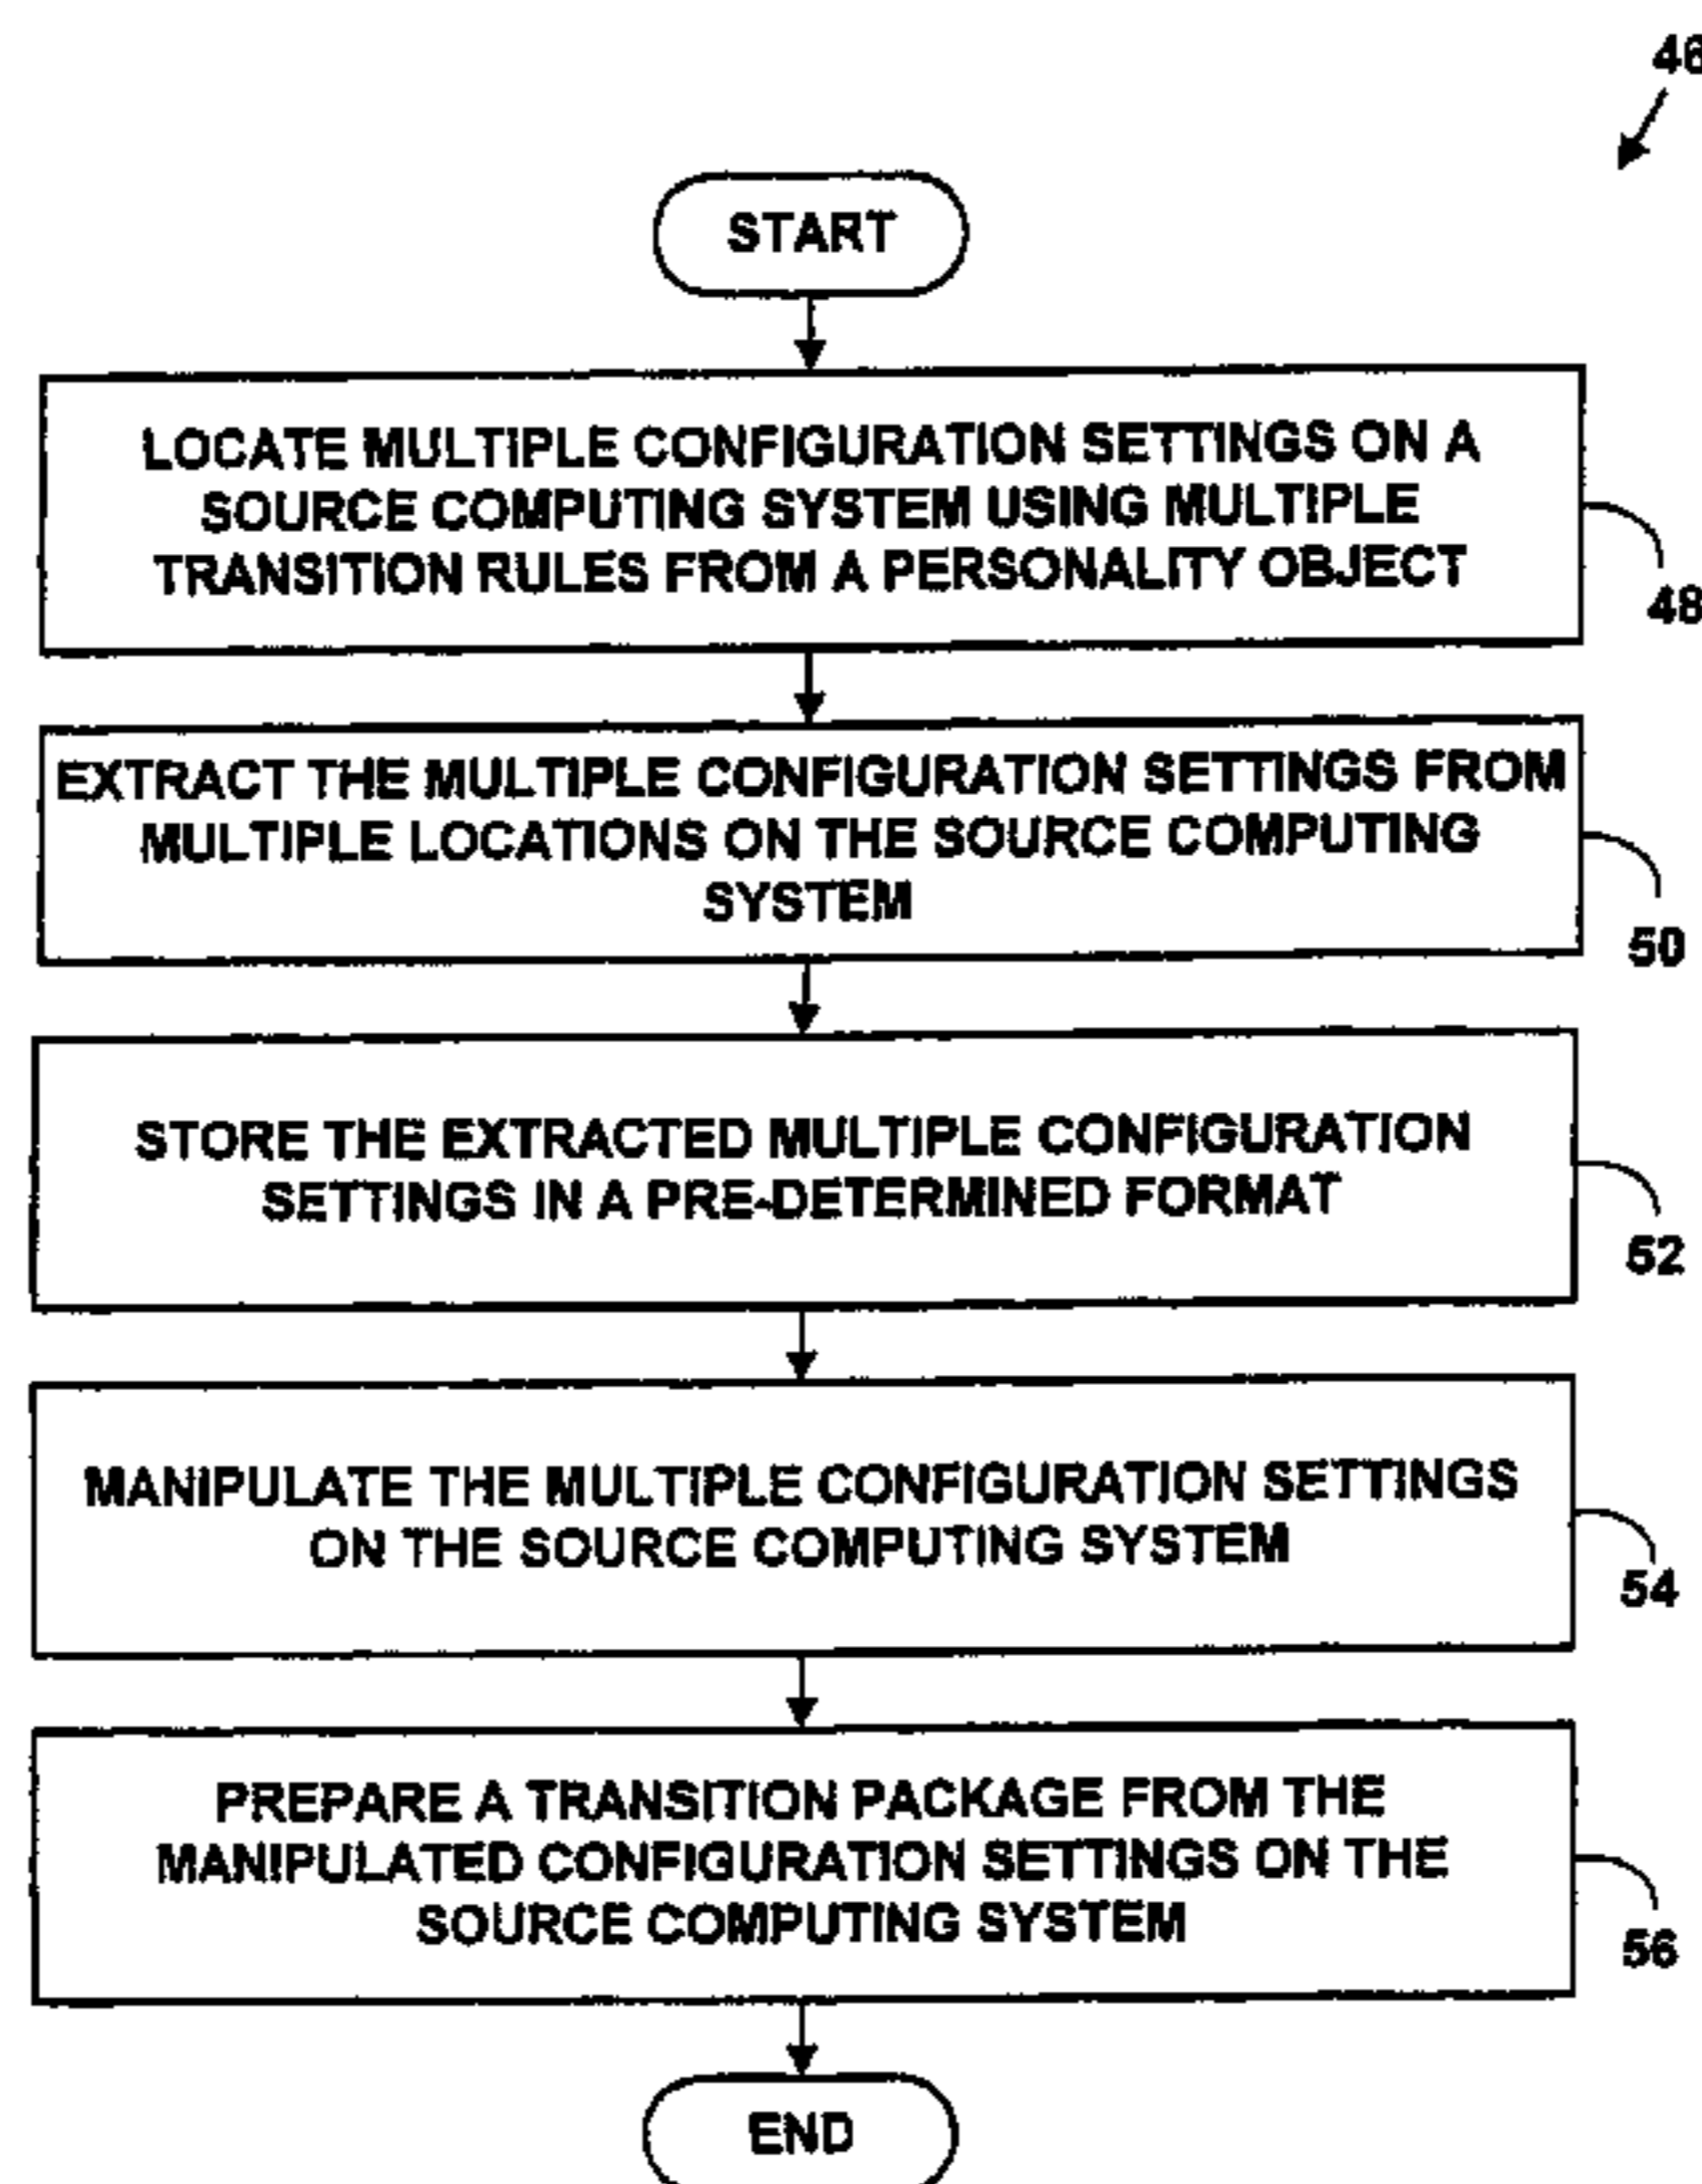 46
START
LOCATE MULTIPLE CONFIGURATION SETTINGS ON A
SOURCE COMPUTING SYSTEM USING MULTIPLE
TRANSITION RULES FROM A PERSONALITY OBJECT
48
EXTRACT THE MULTIPLE CONFIGURATION SETTINGS FROM
MULTIPLE LOCATIONS ON THE SOURCE COMPUTING
SYSTEM
50
STORE THE EXTRACTED MULTIPLE CONFIGURATION
SETTINGS IN A PRE-DETERMINED FORMAT
52
MANIPULATE THE MULTIPLE CONFIGURATION SETTINGS
ON THE SOURCE COMPUTING SYSTEM
54
PREPARE A TRANSITION PACKAGE FROM THE
MANIPULATED CONFIGURATION SETTINGS ON THE
SOURCE COMPUTING SYSTEM
56
END